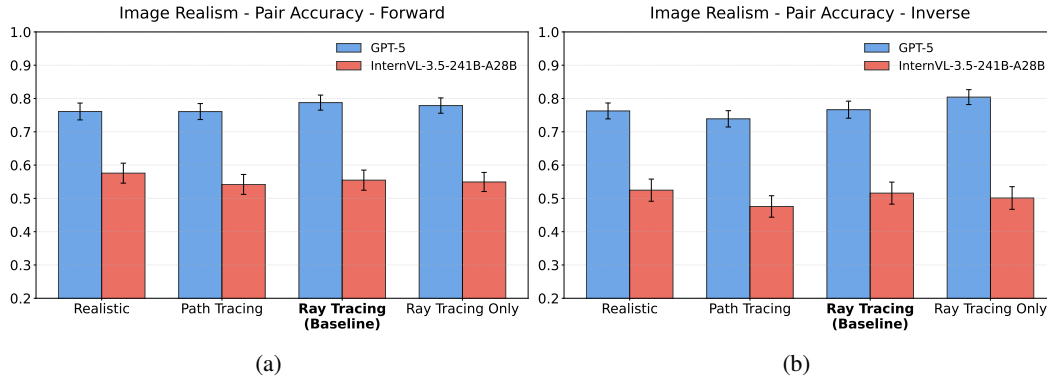 Image Realism - Pair Accuracy - Forward
1.0
0.9
0.8
0.7
0.6
0.5
0.4
0.3
0.2
GPT-5
InternVL-3.5-241B-A28B
Realistic
Path Tracing
Ray Tracing
(Baseline)
Ray Tracing Only
(a)
Image Realism - Pair Accuracy - Inverse
1.0
0.9
0.8
0.7
0.6
0.5
0.4
0.3
0.2
GPT-5
InternVL-3.5-241B-A28B
Realistic
Path Tracing
Ray Tracing
(Baseline)
Ray Tracing Only
(b)